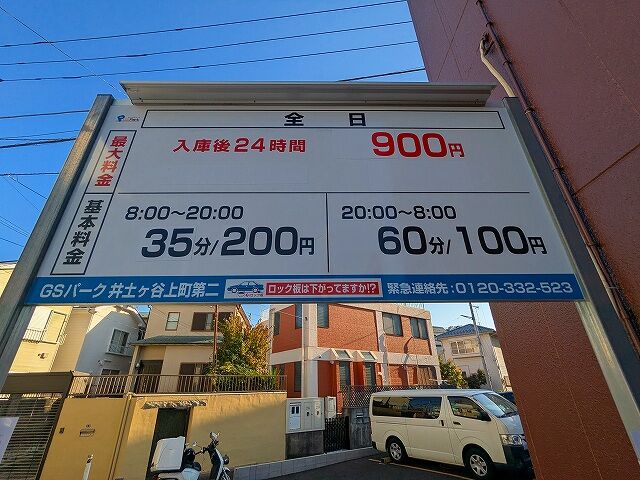 全日
最大料金
入庫後24時間 900円
基本料金
8:00～20:00
35分/200円
20:00～8:00
60分/100円
GSパーク 井土ヶ谷上町第二
ロック板は下がってますか!?
緊急連絡先:0120-332-523